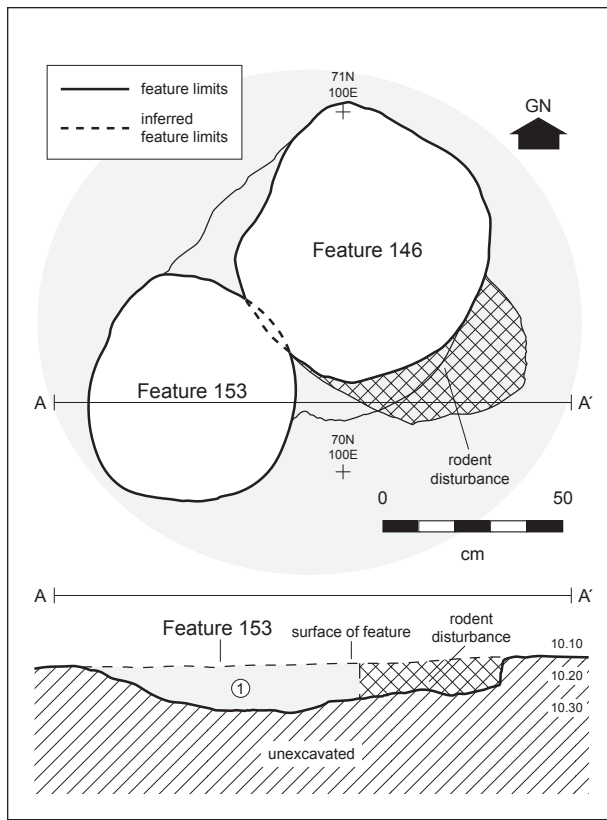 71N
100E
GN
feature limits
inferred
feature limits
Feature 146
Feature 153
A
A′
70N
100E
rodent
disturbance
0
50
cm
A
A′
Feature 153
surface of feature
rodent
disturbance
10.10
10.20
10.30
1
unexcavated